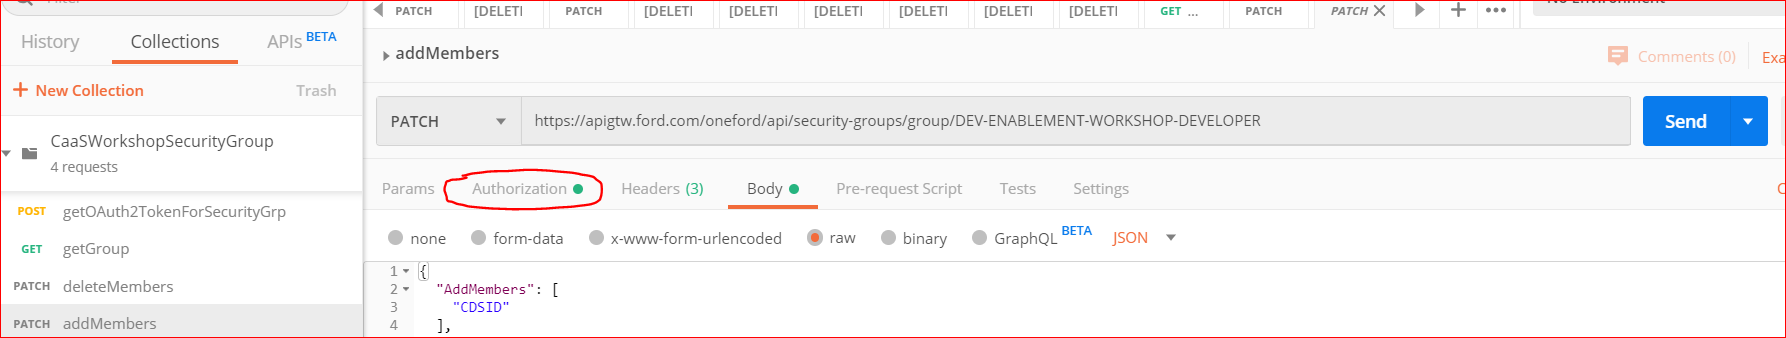 Filter
PATCH [DELETI PATCH [DELETI [DELETI [DELETI [DELETI [DELETI [DELETI GET ... PATCH PATCH
No Environment
History Collections APIs BETA
addMembers
Comments (0) Exa
New Collection Trash
PATCH https://apigtw.ford.com/oneford/api/security-groups/group/DEV-ENABLEMENT-WORKSHOP-DEVELOPER Send
CaaSWorkshopSecurityGroup
4 requests
Params Authorization Headers (3) Body Pre-request Script Tests Settings C
POST getOAuth2TokenForSecurityGrp
none form-data x-www-form-urlencoded raw binary GraphQL BETA JSON
GET getGroup
1 {
PATCH deleteMembers
2 "AddMembers": [
3 "CDSID"
PATCH addMembers
4 ],